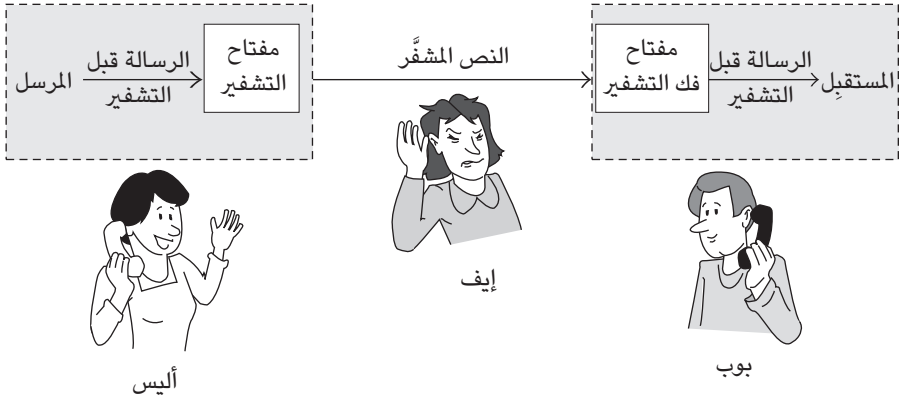 المرسل
الرسالة قبل
التشفير
مفتاح
التشفير
النص المشفَّر
مفتاح
فك التشفير
الرسالة قبل
التشفير
المستقبِل
أليس
إيف
بوب